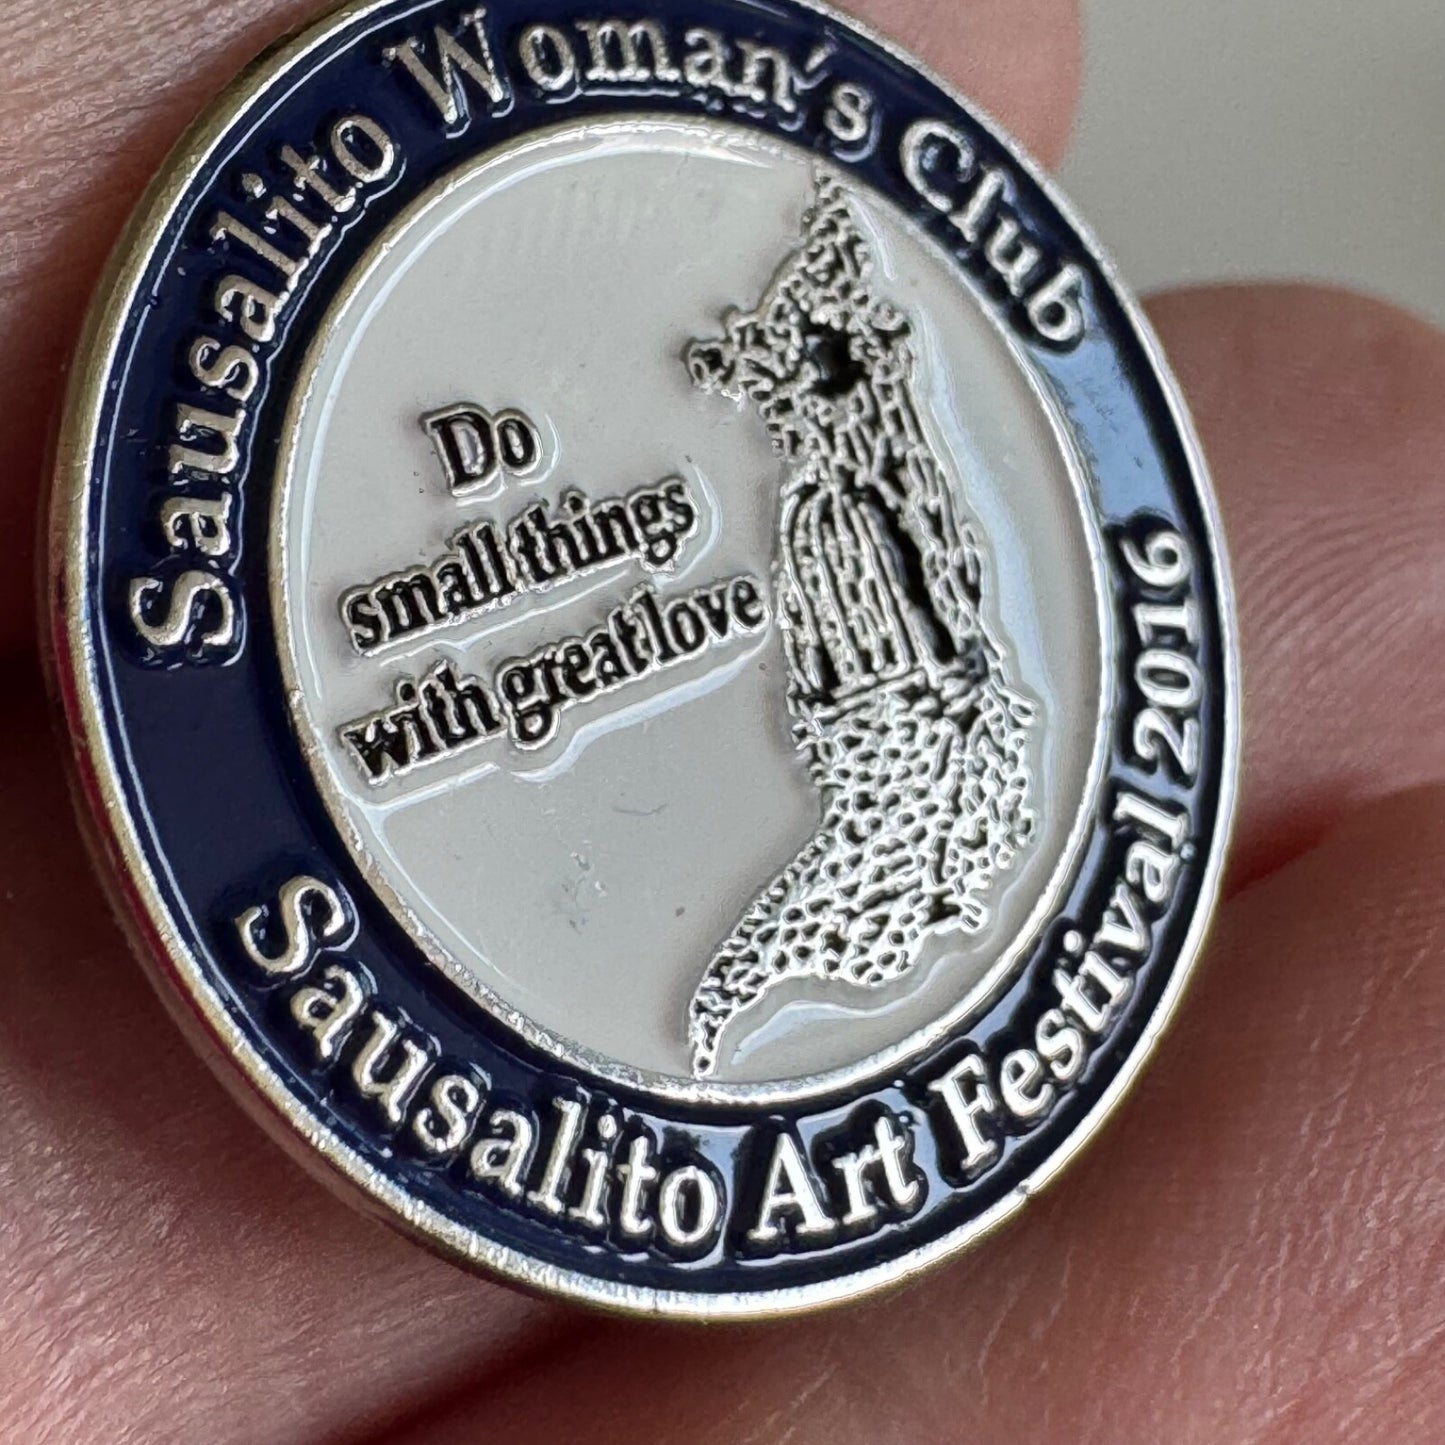 Sausalito Woman's Club
Do
small things
with great love
Sausalito Art Festival 2016